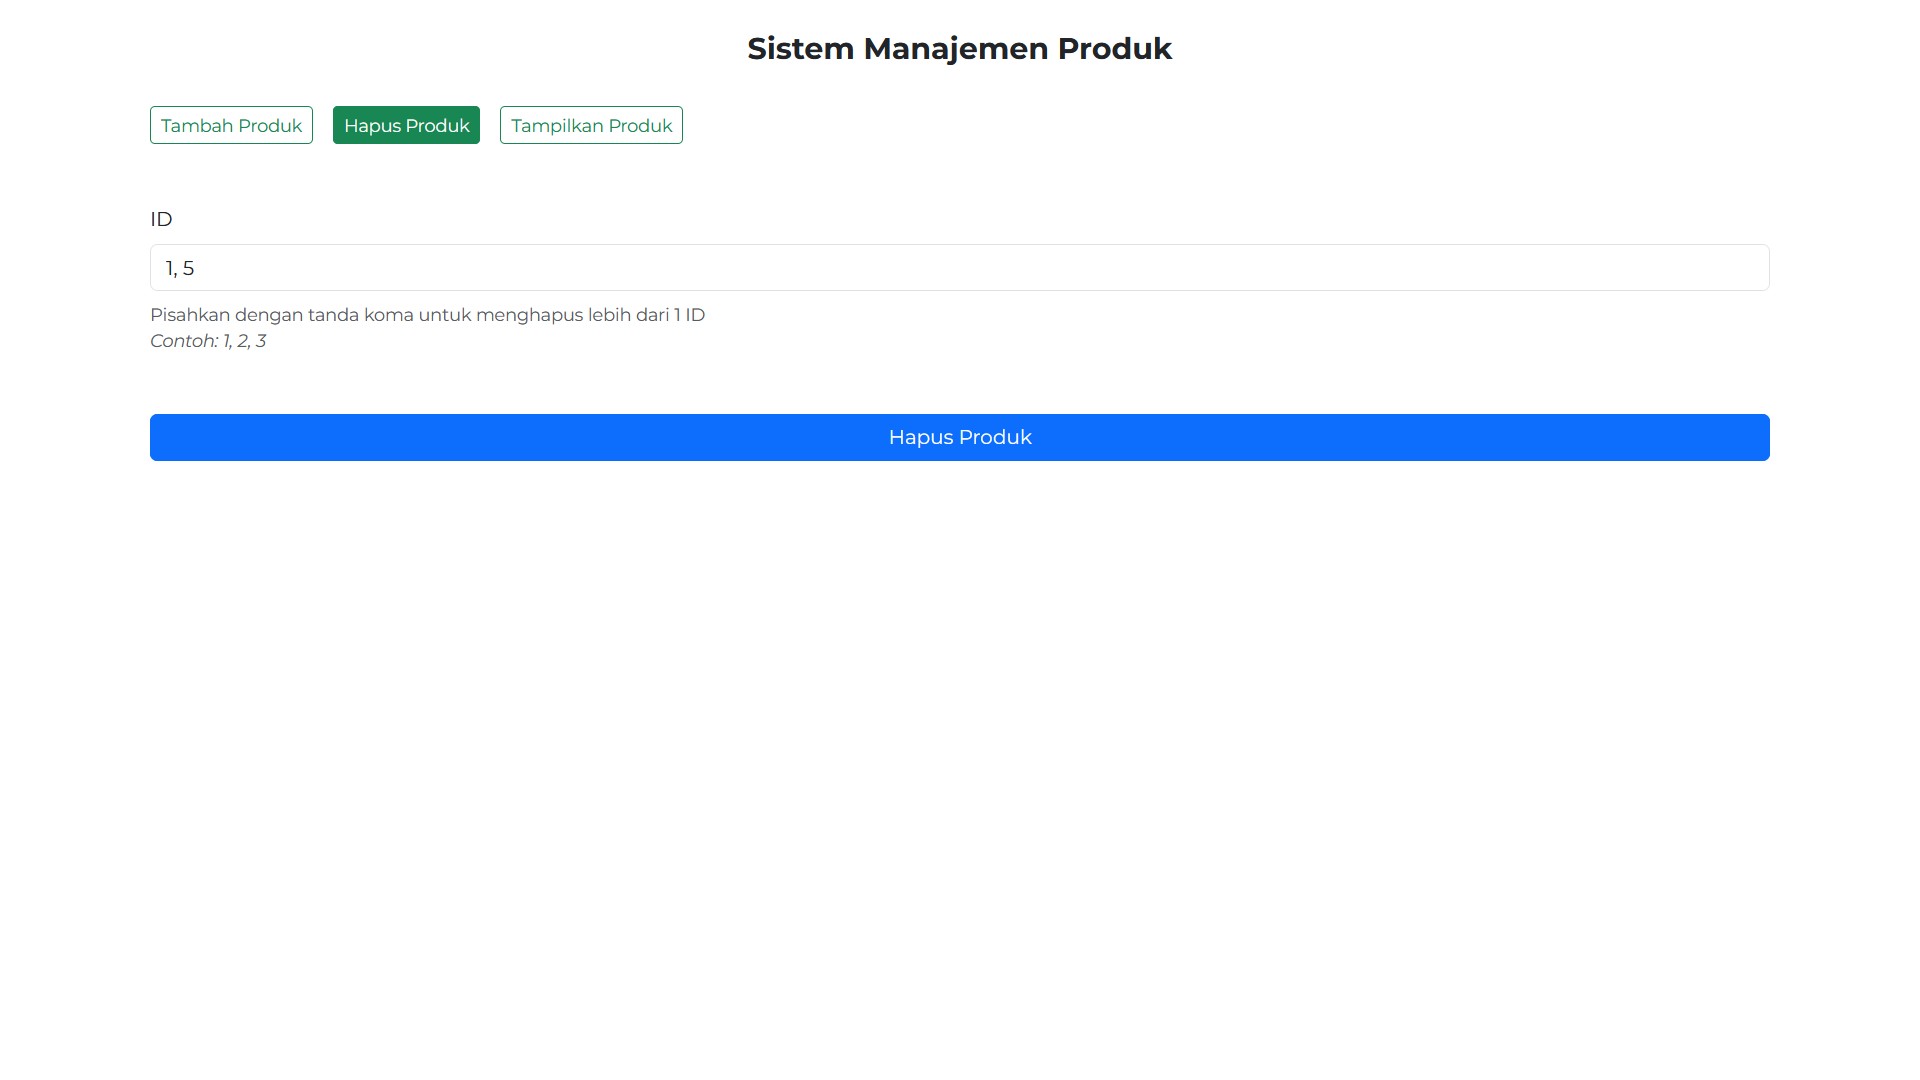 Sistem Manajemen Produk
Tambah Produk Hapus Produk Tampilkan Produk
ID
1, 5
Pisahkan dengan tanda koma untuk menghapus lebih dari 1 ID
Contoh: 1, 2, 3
Hapus Produk